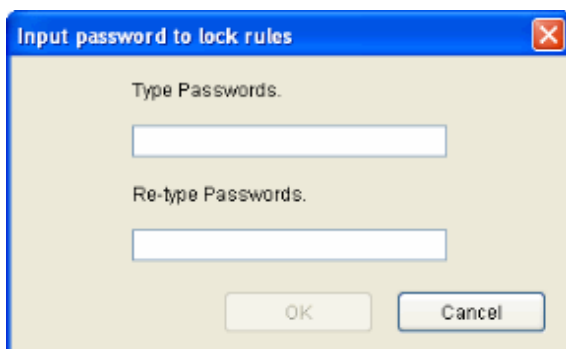 Input password to lock rules
Type Passwords.
Re-type Passwords.
OK
Cancel